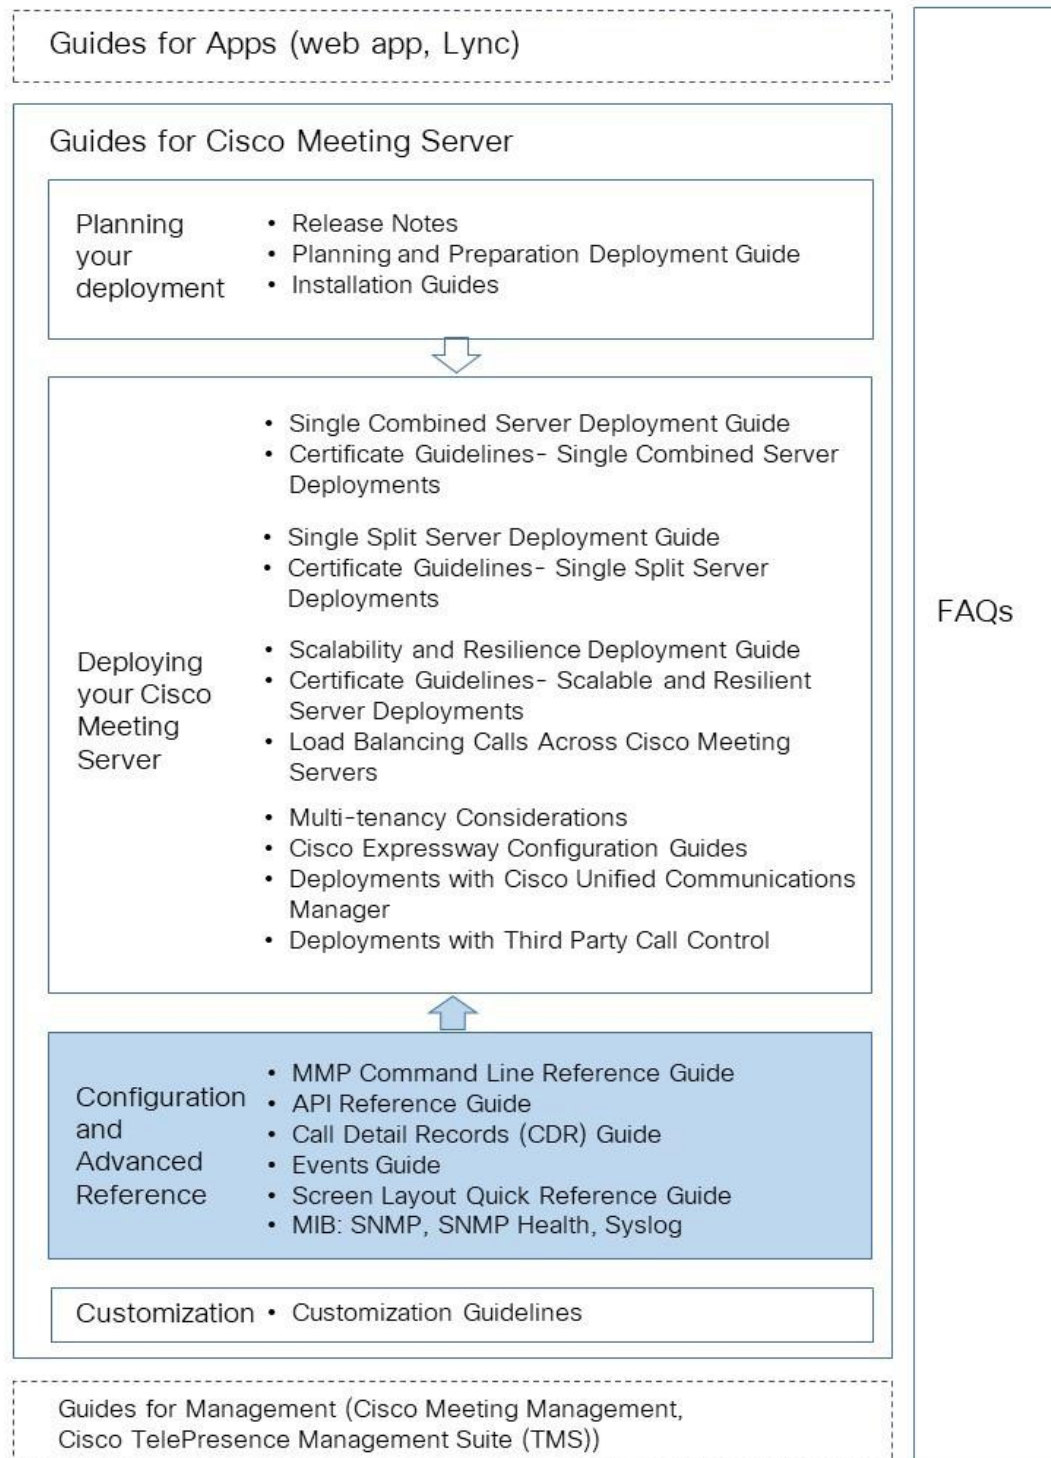 Guides for Apps (web app, Lync)
Guides for Cisco Meeting Server
Planning
your
deployment
• Release Notes
• Planning and Preparation Deployment Guide
• Installation Guides
Deploying
your Cisco
Meeting
Server
• Single Combined Server Deployment Guide
• Certificate Guidelines- Single Combined Server
Deployments
• Single Split Server Deployment Guide
• Certificate Guidelines- Single Split Server
Deployments
• Scalability and Resilience Deployment Guide
• Certificate Guidelines- Scalable and Resilient
Server Deployments
• Load Balancing Calls Across Cisco Meeting
Servers
• Multi-tenancy Considerations
• Cisco Expressway Configuration Guides
• Deployments with Cisco Unified Communications
Manager
• Deployments with Third Party Call Control
Configuration
and
Advanced
Reference
• MMP Command Line Reference Guide
• API Reference Guide
• Call Detail Records (CDR) Guide
• Events Guide
• Screen Layout Quick Reference Guide
• MIB: SNMP, SNMP Health, Syslog
Customization • Customization Guidelines
Guides for Management (Cisco Meeting Management,
Cisco TelePresence Management Suite (TMS))
FAQs